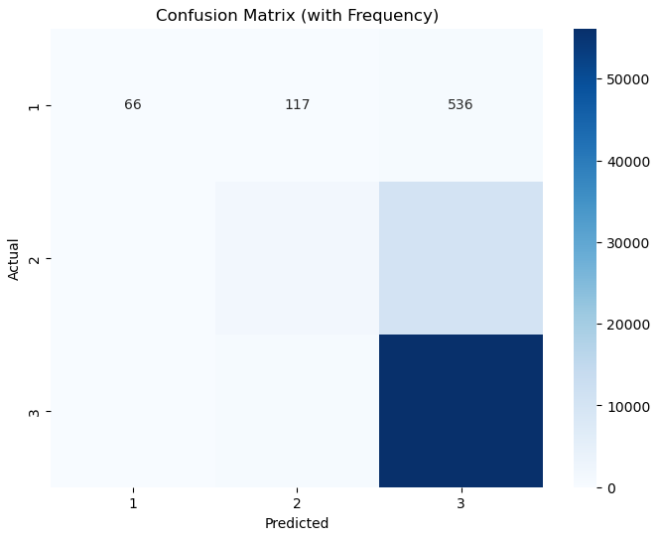 Confusion Matrix (with Frequency)
1 66 117 536
2
3
Actual
1 2 3
Predicted
50000
40000
30000
20000
10000
0